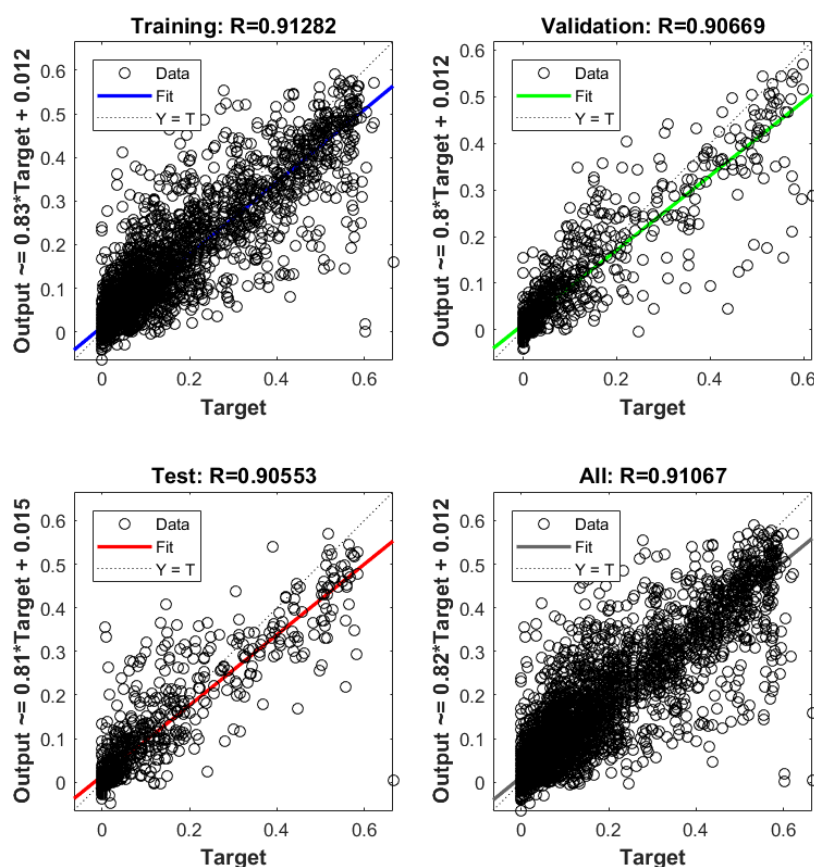 Training: R=0.91282
Output ~= 0.83*Target + 0.012
0.6
0.5
0.4
0.3
0.2
0.1
0
Data
Fit
Y = T
0 0.2 0.4 0.6
Target
Validation: R=0.90669
Output ~= 0.8*Target + 0.012
0.6
0.5
0.4
0.3
0.2
0.1
0
Data
Fit
Y = T
0 0.2 0.4 0.6
Target
Test: R=0.90553
Output ~= 0.81*Target + 0.015
0.6
0.5
0.4
0.3
0.2
0.1
0
Data
Fit
Y = T
0 0.2 0.4 0.6
Target
All: R=0.91067
Output ~= 0.82*Target + 0.012
0.6
0.5
0.4
0.3
0.2
0.1
0
Data
Fit
Y = T
0 0.2 0.4 0.6
Target